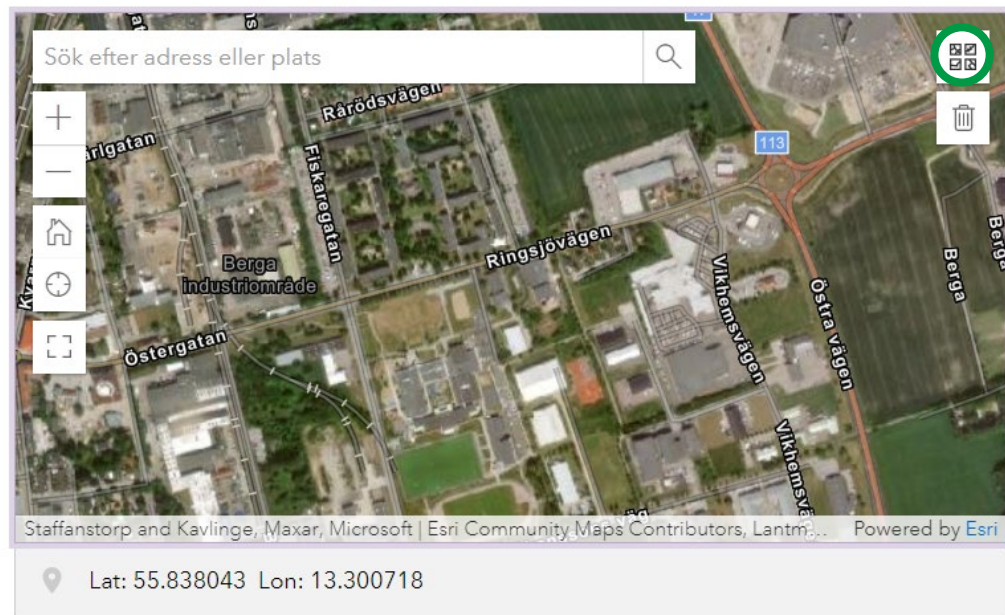 Sök efter adress eller plats
Rårödsvägen
113
Fiskaregatan
Ringsjövägen
Berga
industriområde
Vikhemsvägen
Östra vägen
Berga
Östergatan
Staffanstorp and Kavlinge, Maxar, Microsoft | Esri Community Maps Contributors, Lantm... Powered by Esri
Lat: 55.838043 Lon: 13.300718